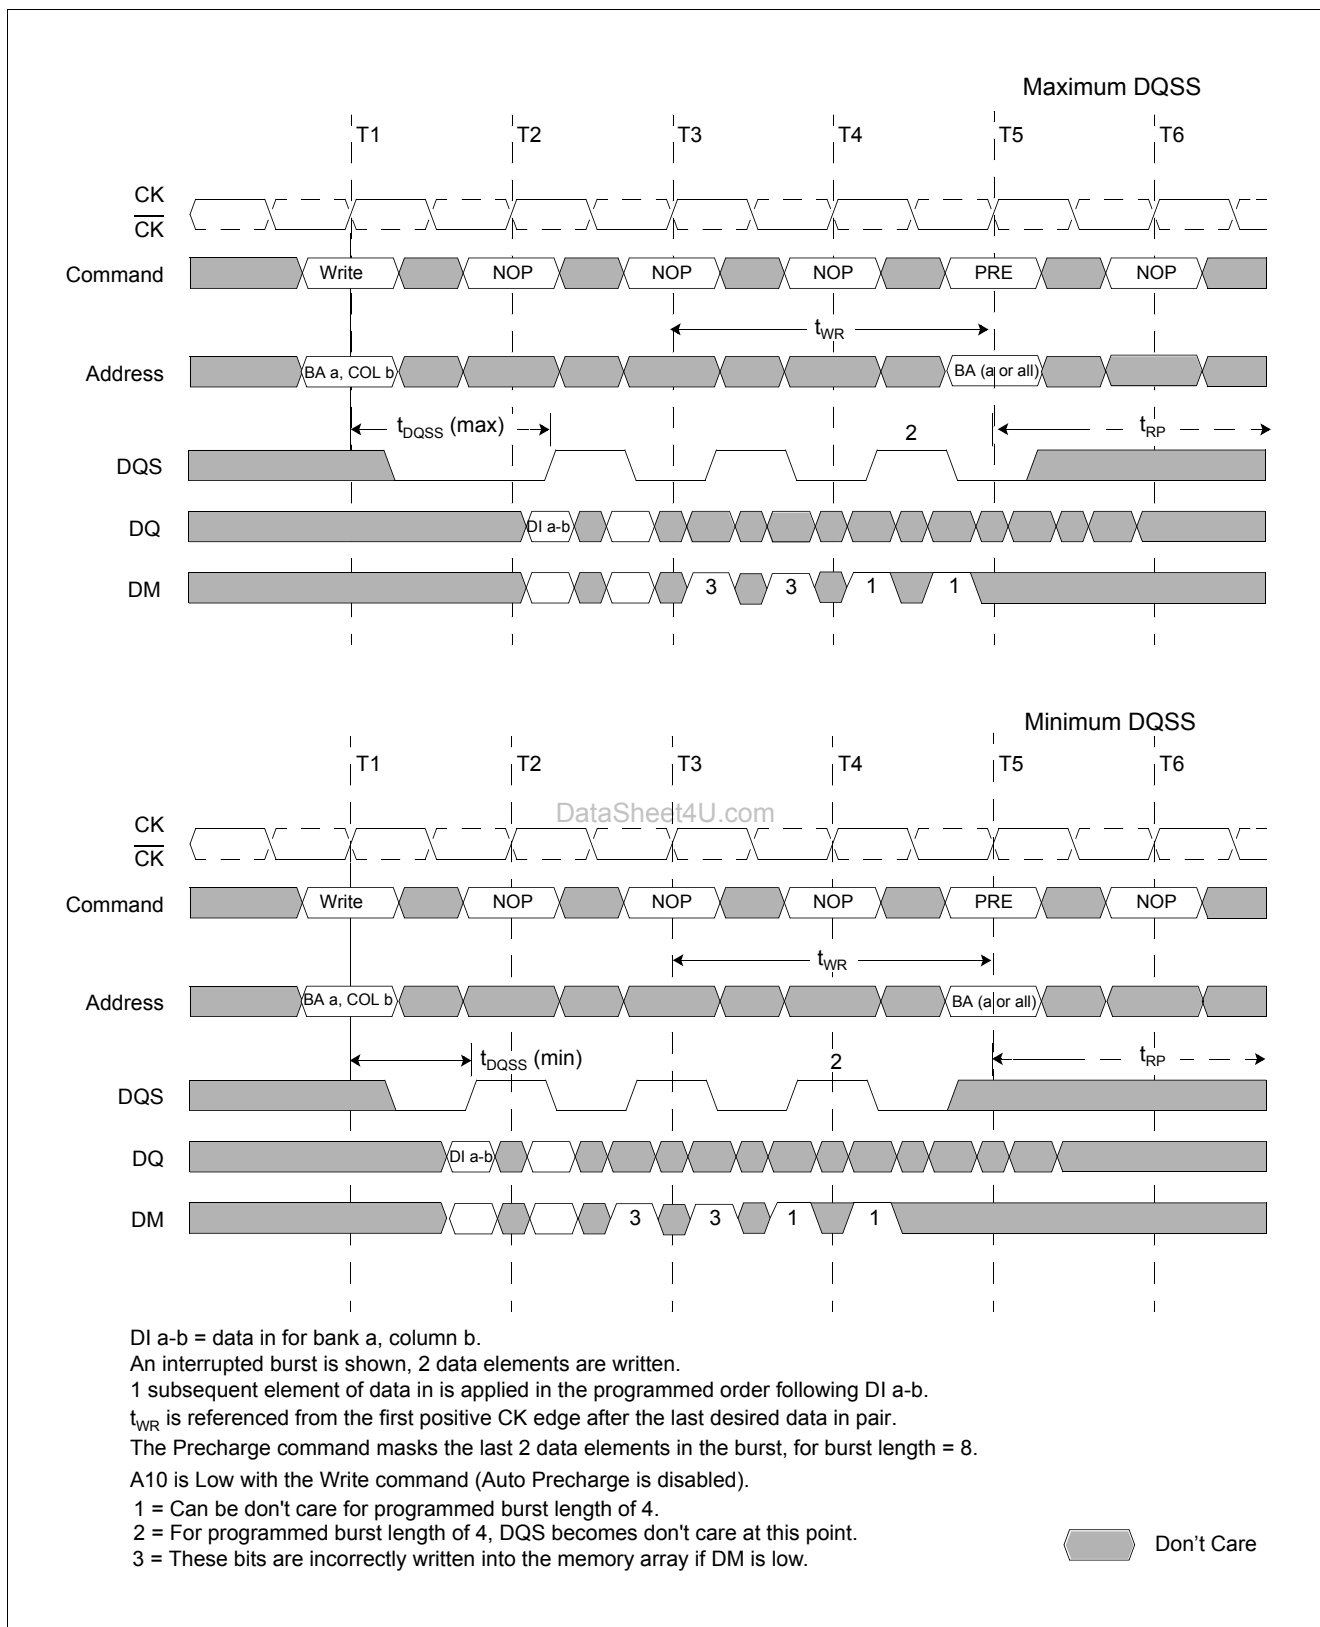 Maximum DQSS
T1 T2 T3 T4 T5 T6
CK
CK
Command Write NOP NOP NOP PRE NOP
tWR
Address BA a, COL b BA (a or all)
tDQSS (max) 2 tRP
DQS
DQ DI a-b
DM 3 3 1 1
Minimum DQSS
T1 T2 T3 T4 T5 T6
DataSheet4U.com
CK
CK
Command Write NOP NOP NOP PRE NOP
tWR
Address BA a, COL b BA (a or all)
tDQSS (min) 2 tRP
DQS
DQ DI a-b
DM 3 3 1 1
DI a-b = data in for bank a, column b.
An interrupted burst is shown, 2 data elements are written.
1 subsequent element of data in is applied in the programmed order following DI a-b.
tWR is referenced from the first positive CK edge after the last desired data in pair.
The Precharge command masks the last 2 data elements in the burst, for burst length = 8.
A10 is Low with the Write command (Auto Precharge is disabled).
1 = Can be don't care for programmed burst length of 4.
2 = For programmed burst length of 4, DQS becomes don't care at this point.
3 = These bits are incorrectly written into the memory array if DM is low.
Don't Care